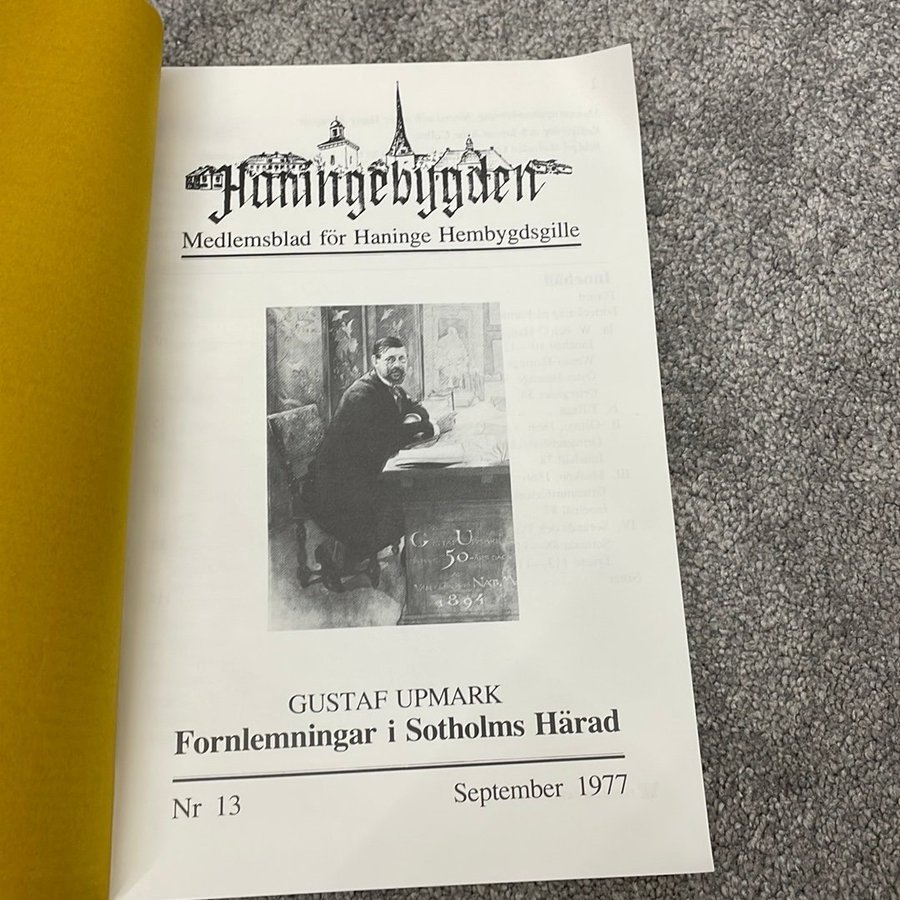 Haningebygden
Medlemsblad för Haninge Hembygdsgille
50
1894
GUSTAF UPMARK
Fornlemningar i Sotholms Härad
Nr 13
September 1977